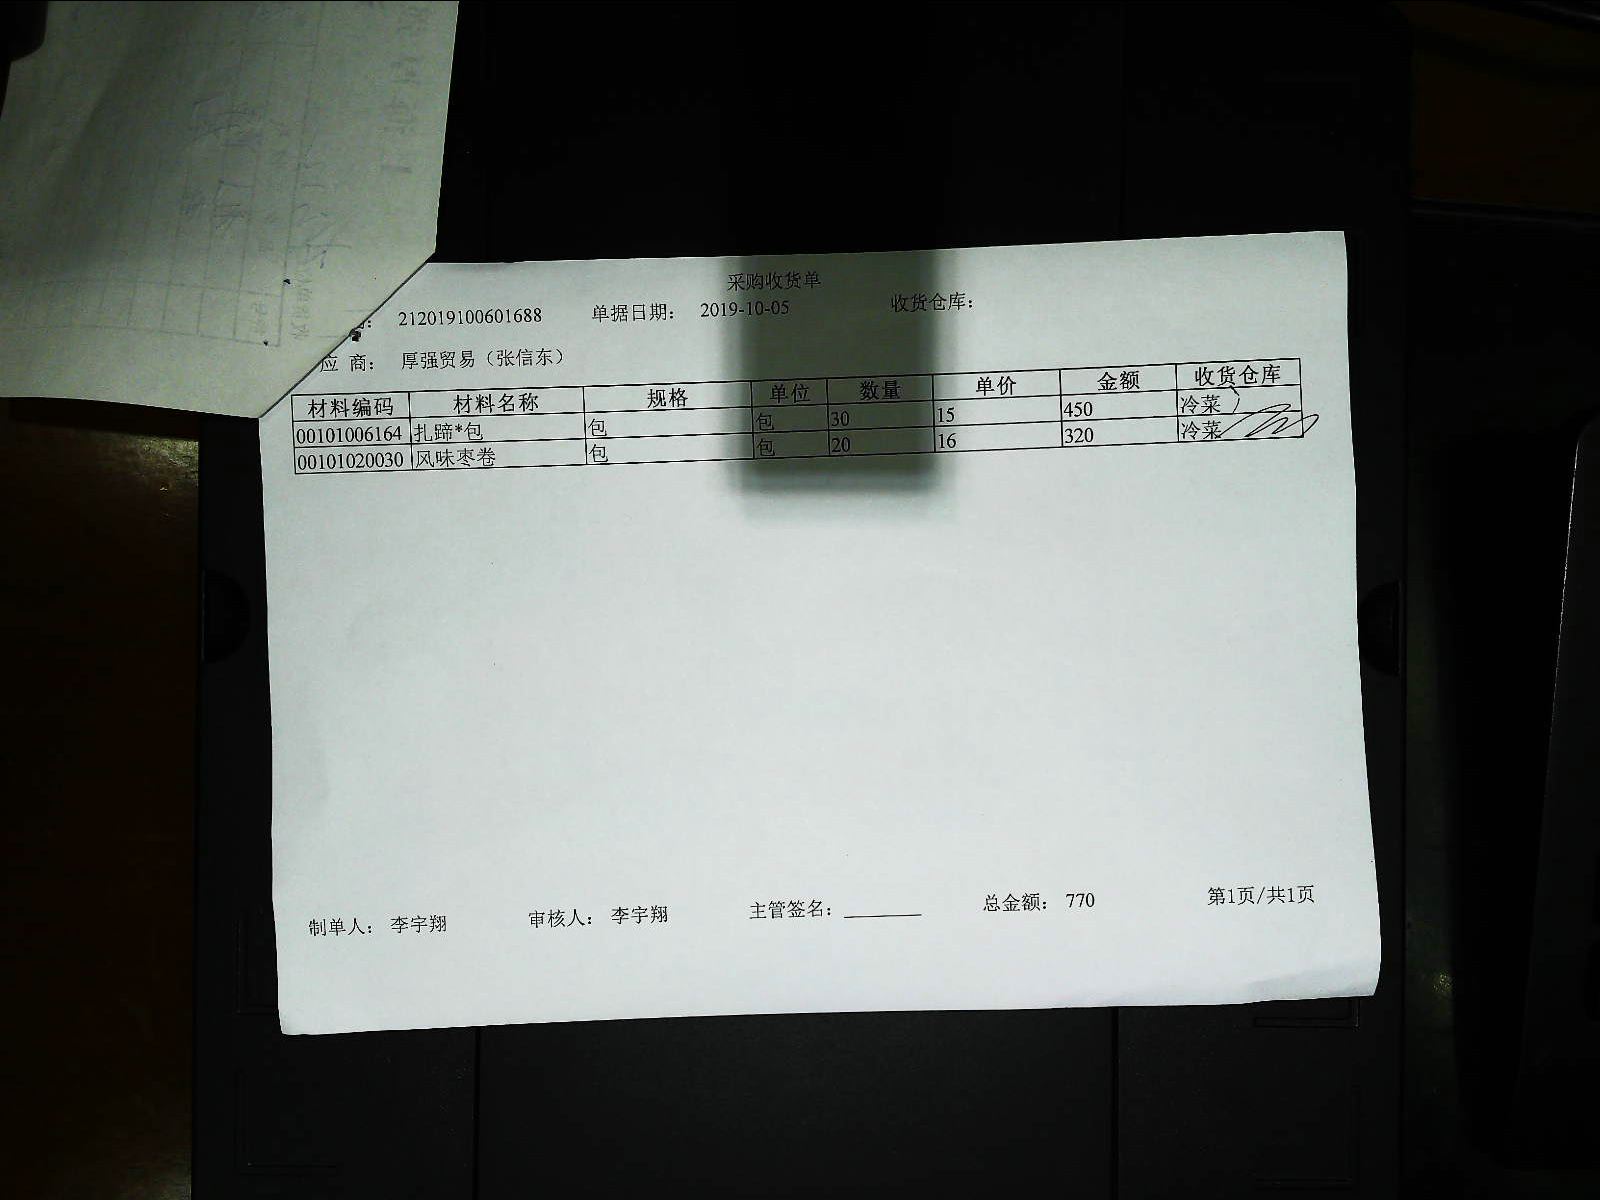 采购收货单
212019100601688 单据日期： 2019-10-05 收货仓库：
应 商： 厚强贸易（张信东）
材料编码 材料名称 规格 单位 数量 单价 金额 收货仓库
00101006164 扎蹄*包 包 包 30 15 450 冷菜
00101020030 风味枣卷 包 包 20 16 320 冷菜
制单人： 李宇翔 审核人： 李宇翔 主管签名： 总金额： 770 第1页/共1页